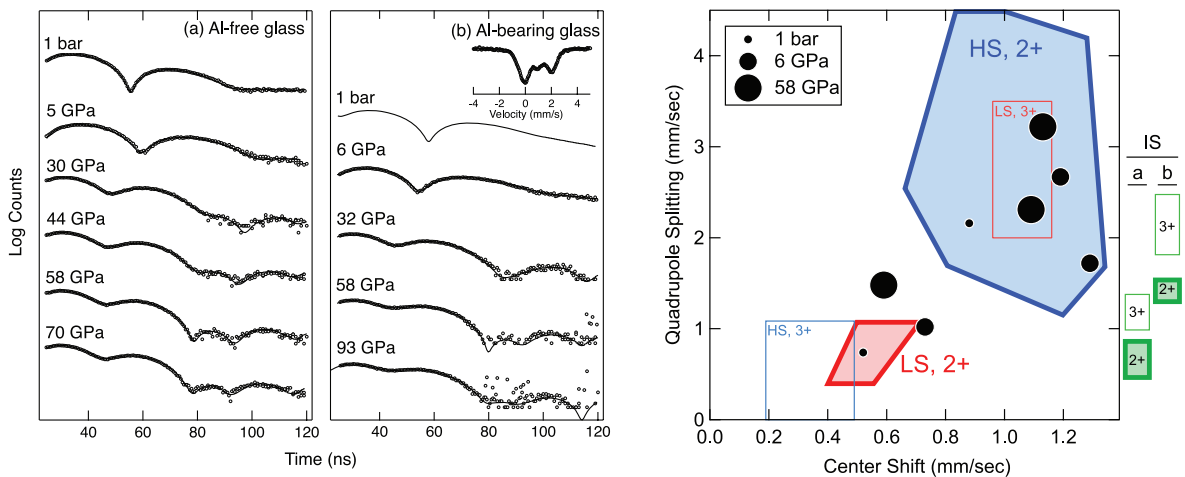 (a) Al-free glass
1 bar
5 GPa
30 GPa
44 GPa
58 GPa
70 GPa
Log Counts
40 60 80 100 120
(b) Al-bearing glass
-4 -2 0 2 4
Velocity (mm/s)
1 bar
6 GPa
32 GPa
58 GPa
93 GPa
40 60 80 100 120
Time (ns)
1 bar
6 GPa
58 GPa
HS, 2+
LS, 3+
HS, 3+
LS, 2+
Quadrupole Splitting (mm/sec)
4
3
2
1
0
0.0 0.2 0.4 0.6 0.8 1.0 1.2
Center Shift (mm/sec)
IS
a b
3+
2+
3+
2+